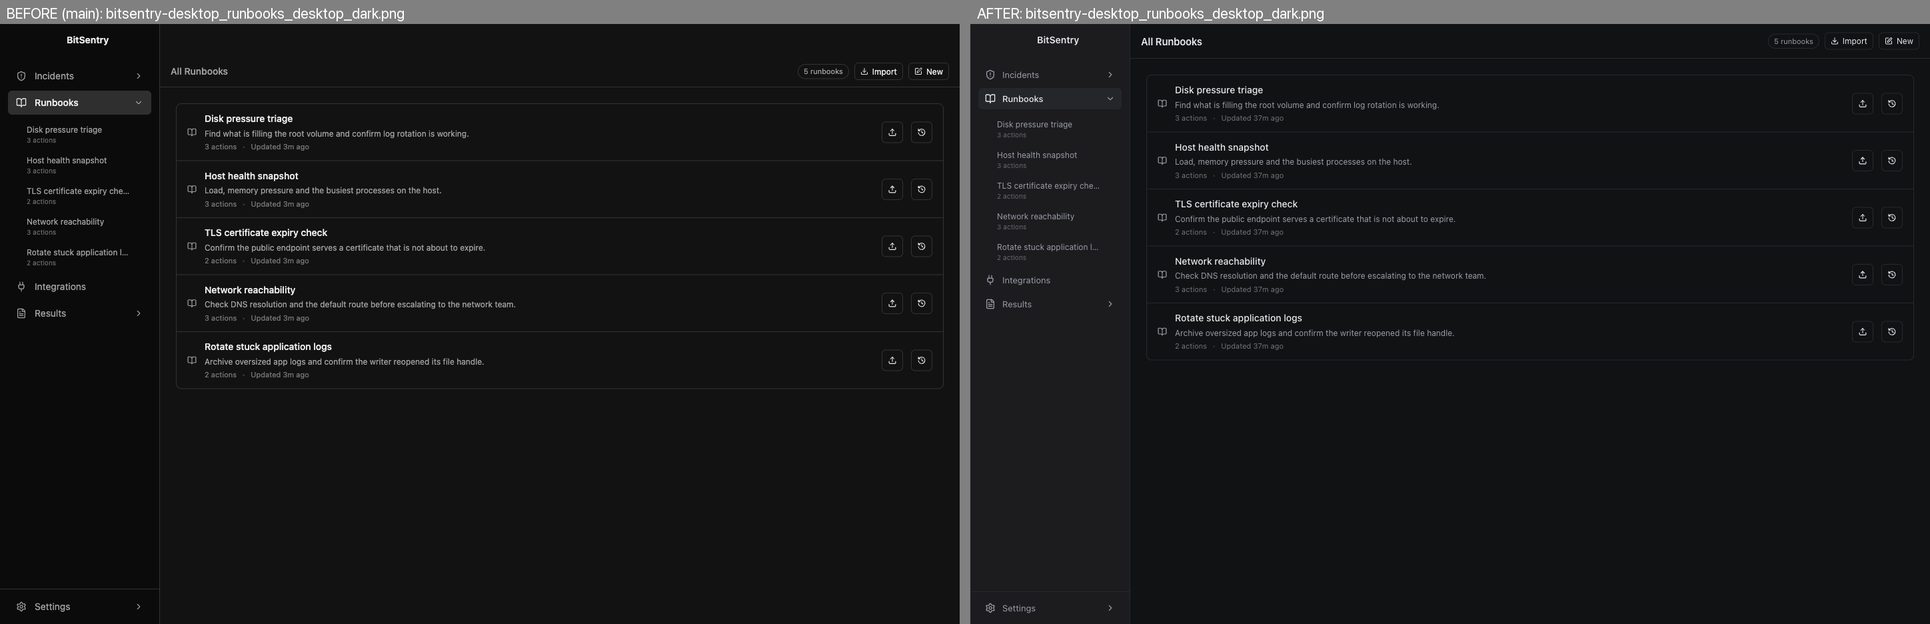 BEFORE (main): bitsentry-desktop_runbooks_desktop_dark.png
BitSentry
Incidents
Runbooks
Disk pressure triage
3 actions
Host health snapshot
3 actions
TLS certificate expiry che...
2 actions
Network reachability
3 actions
Rotate stuck application l...
2 actions
Integrations
Results
Settings
All Runbooks
5 runbooks
Import
New
Disk pressure triage
Find what is filling the root volume and confirm log rotation is working.
3 actions · Updated 3m ago
Host health snapshot
Load, memory pressure and the busiest processes on the host.
3 actions · Updated 3m ago
TLS certificate expiry check
Confirm the public endpoint serves a certificate that is not about to expire.
2 actions · Updated 3m ago
Network reachability
Check DNS resolution and the default route before escalating to the network team.
3 actions · Updated 3m ago
Rotate stuck application logs
Archive oversized app logs and confirm the writer reopened its file handle.
2 actions · Updated 3m ago
AFTER: bitsentry-desktop_runbooks_desktop_dark.png
BitSentry
Incidents
Runbooks
Disk pressure triage
3 actions
Host health snapshot
3 actions
TLS certificate expiry che...
2 actions
Network reachability
3 actions
Rotate stuck application l...
2 actions
Integrations
Results
Settings
All Runbooks
5 runbooks
Import
New
Disk pressure triage
Find what is filling the root volume and confirm log rotation is working.
3 actions · Updated 37m ago
Host health snapshot
Load, memory pressure and the busiest processes on the host.
3 actions · Updated 37m ago
TLS certificate expiry check
Confirm the public endpoint serves a certificate that is not about to expire.
2 actions · Updated 37m ago
Network reachability
Check DNS resolution and the default route before escalating to the network team.
3 actions · Updated 37m ago
Rotate stuck application logs
Archive oversized app logs and confirm the writer reopened its file handle.
2 actions · Updated 37m ago